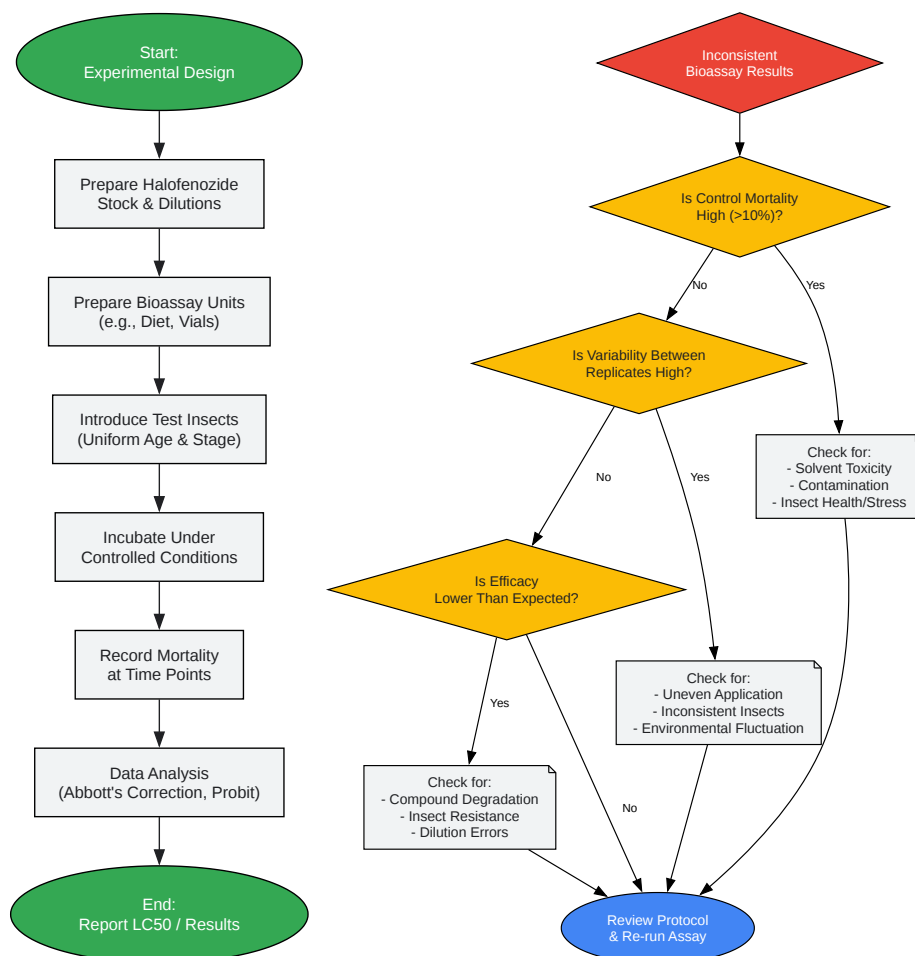 Start:
Experimental Design
Prepare Halofenozide
Stock & Dilutions
Prepare Bioassay Units
(e.g., Diet, Vials)
Introduce Test Insects
(Uniform Age & Stage)
Incubate Under
Controlled Conditions
Record Mortality
at Time Points
Data Analysis
(Abbott's Correction, Probit)
End:
Report LC50 / Results
Inconsistent
Bioassay Results
Is Control Mortality
High (>10%)?
No
Yes
Is Variability Between
Replicates High?
Check for:
- Solvent Toxicity
- Contamination
- Insect Health/Stress
No
Yes
Is Efficacy
Lower Than Expected?
Check for:
- Uneven Application
- Inconsistent Insects
- Environmental Fluctuation
Yes
No
Check for:
- Compound Degradation
- Insect Resistance
- Dilution Errors
Review Protocol
& Re-run Assay